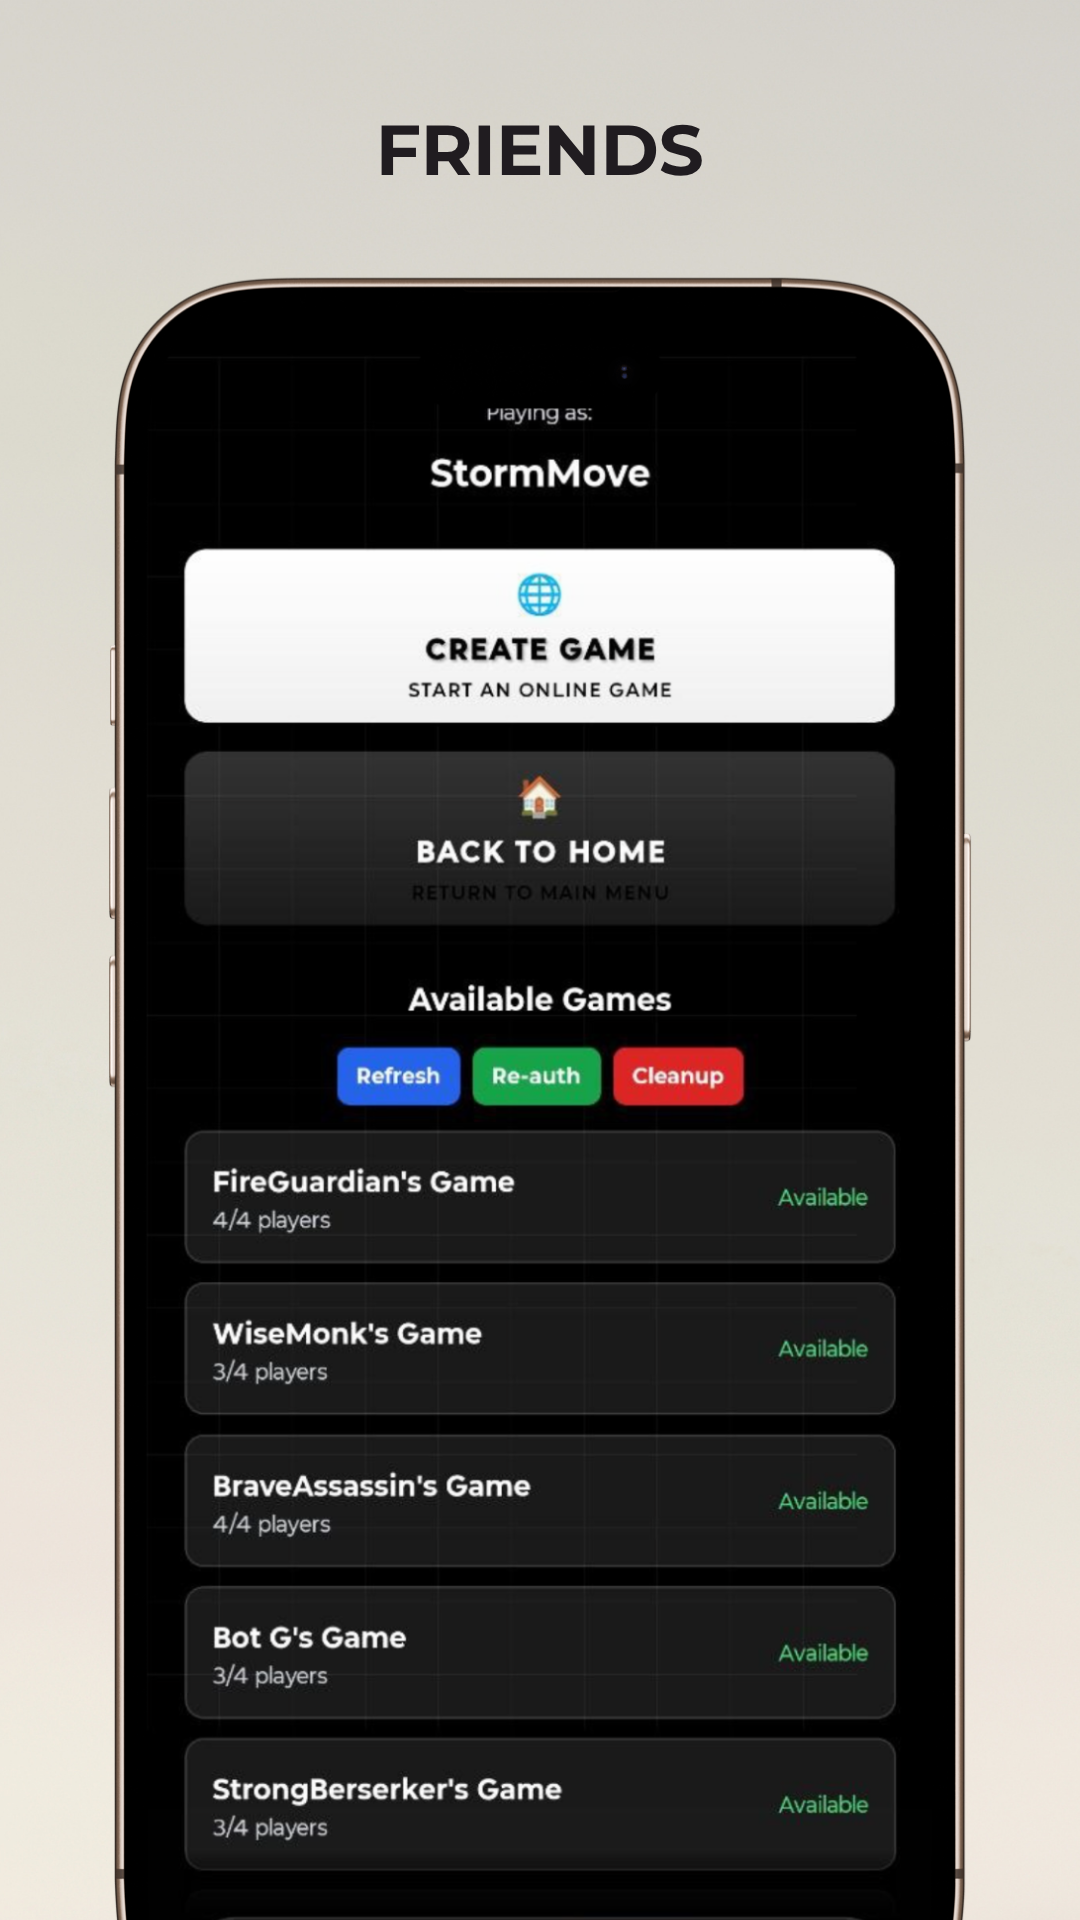 FRIENDS
Playing as:
StormMove
CREATE GAME
START AN ONLINE GAME
BACK TO HOME
RETURN TO MAIN MENU
Available Games
Refresh Re-auth Cleanup
FireGuardian's Game
4/4 players
Available
WiseMonk's Game
3/4 players
Available
BraveAssassin's Game
4/4 players
Available
Bot G's Game
3/4 players
Available
StrongBerserker's Game
3/4 players
Available